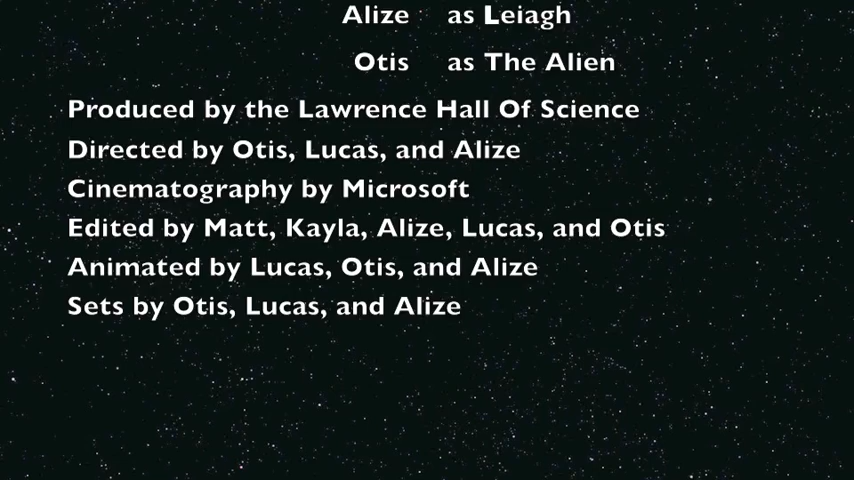 Alize as Leiagh
Otis as The Alien
Produced by the Lawrence Hall Of Science
Directed by Otis, Lucas, and Alize
Cinematography by Microsoft
Edited by Matt, Kayla, Alize, Lucas, and Otis
Animated by Lucas, Otis, and Alize
Sets by Otis, Lucas, and Alize